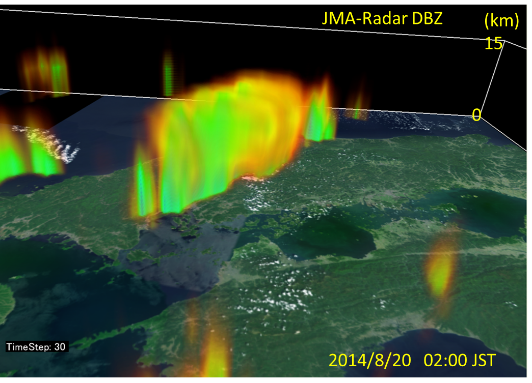 JMA-Radar DBZ
(km)
15
0
TimeStep: 30
2014/8/20 02:00 JST